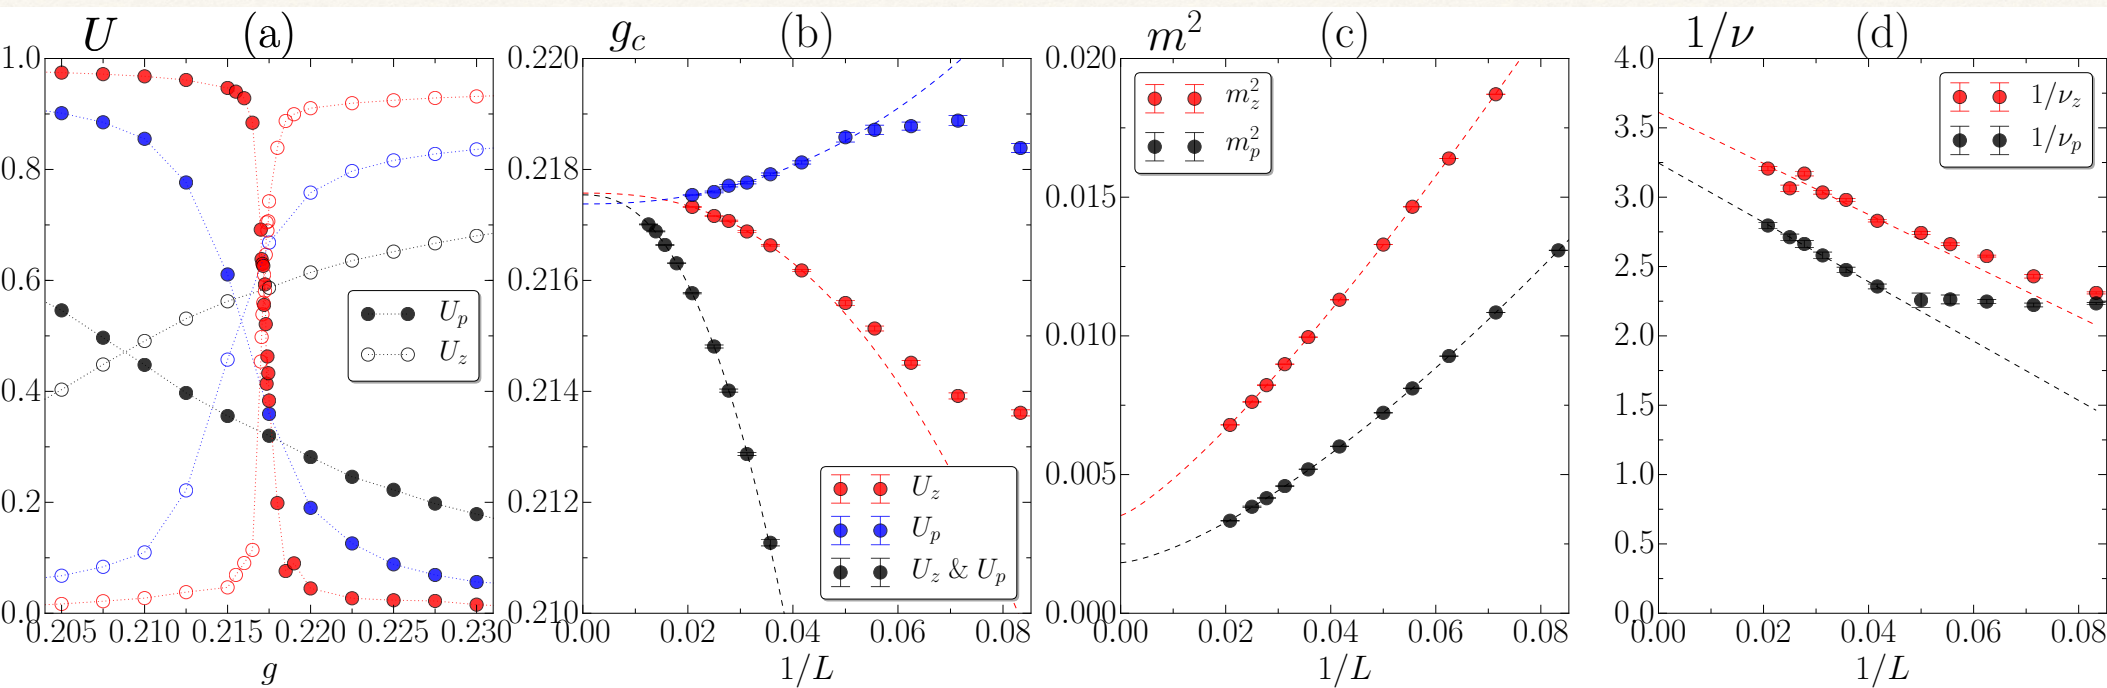 U (a)
1.0
0.8
0.6
0.4
0.2
0.0
0.205 0.210 0.215 0.220 0.225 0.230
g
U_p
U_z
g_c (b)
0.220
0.218
0.216
0.214
0.212
0.210
0.00 0.02 0.04 0.06 0.08
1/L
U_z
U_p
U_z & U_p
m² (c)
0.020
0.015
0.010
0.005
0.000
0.00 0.02 0.04 0.06 0.08
1/L
m_z²
m_p²
1/ν (d)
4.0
3.5
3.0
2.5
2.0
1.5
1.0
0.5
0.0
0.00 0.02 0.04 0.06 0.08
1/L
1/ν_z
1/ν_p